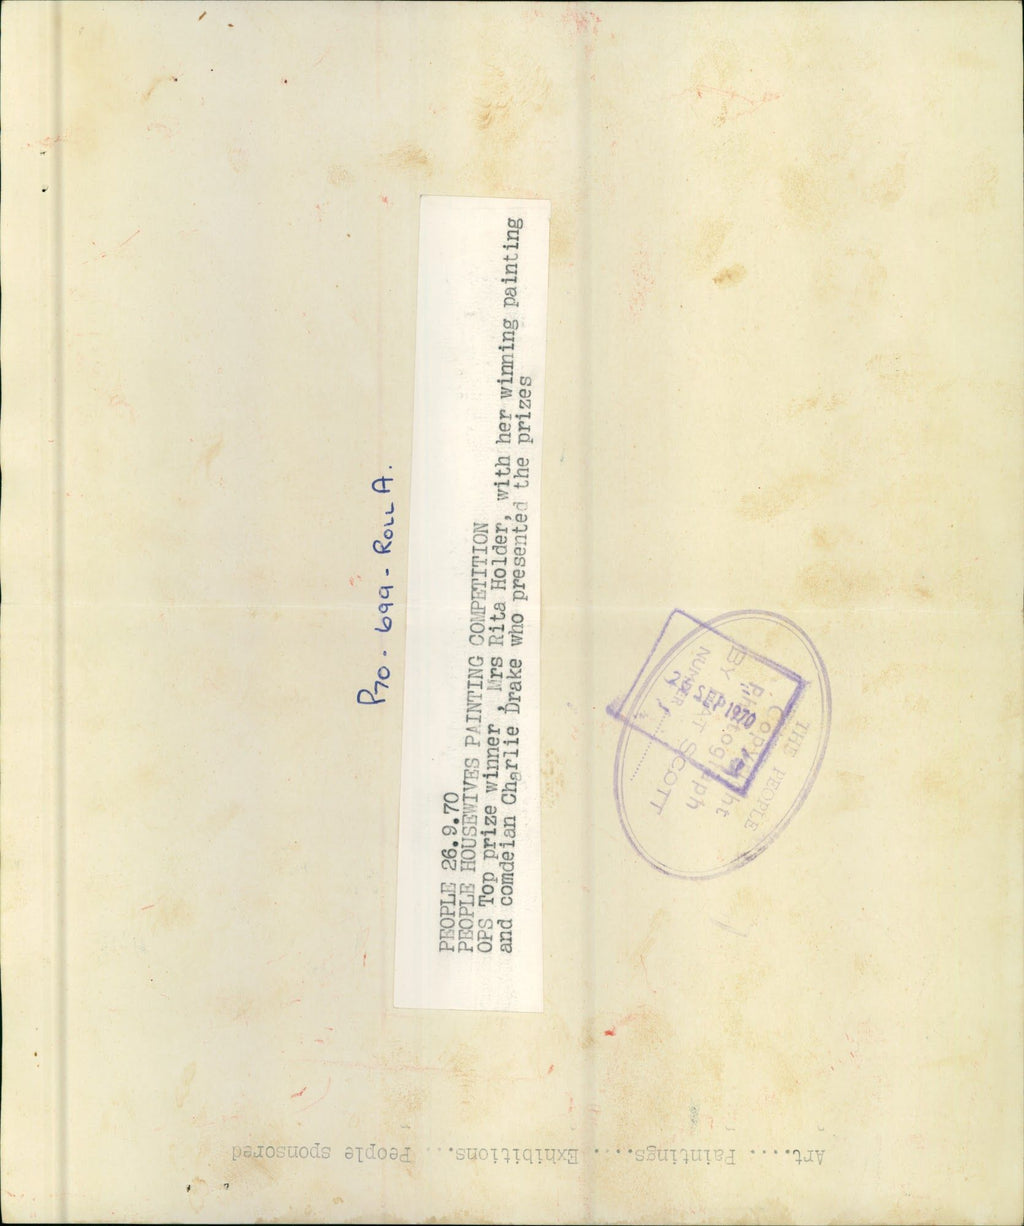 P70 - 699 - ROLL A.
PEOPLE 26.9.70
PEOPLE HOUSEWIVES PAINTING COMPETITION
OPS Top prize winner , Mrs Rita Holder, with her winning painting
and comdeian Charlie Drake who presented the prizes
THE PEOPLE
Copyright
Photograph
BY PAT SCOTT
NUMBER
SEP 1970
Art.... Paintings.... Exhibitions.... People sponsored